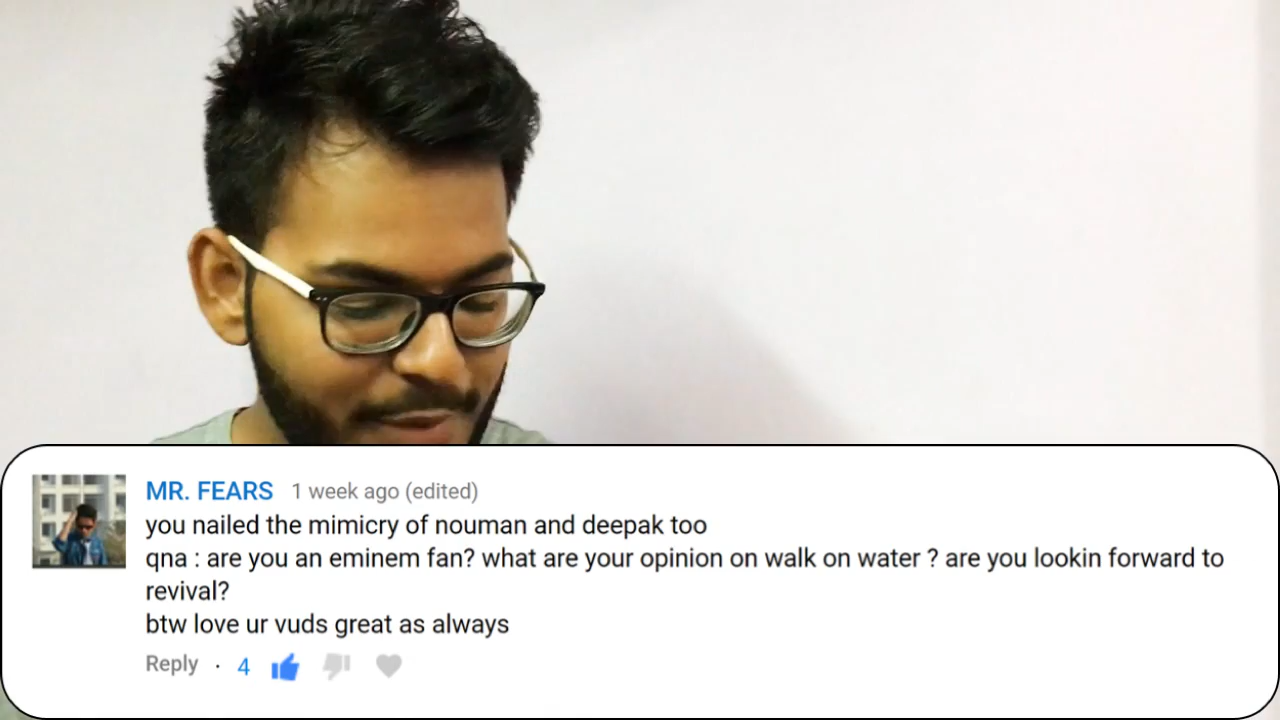 MR. FEARS 1 week ago (edited)
you nailed the mimicry of nouman and deepak too
qna : are you an eminem fan? what are your opinion on walk on water ? are you lookin forward to
revival?
btw love ur vuds great as always
Reply · 4